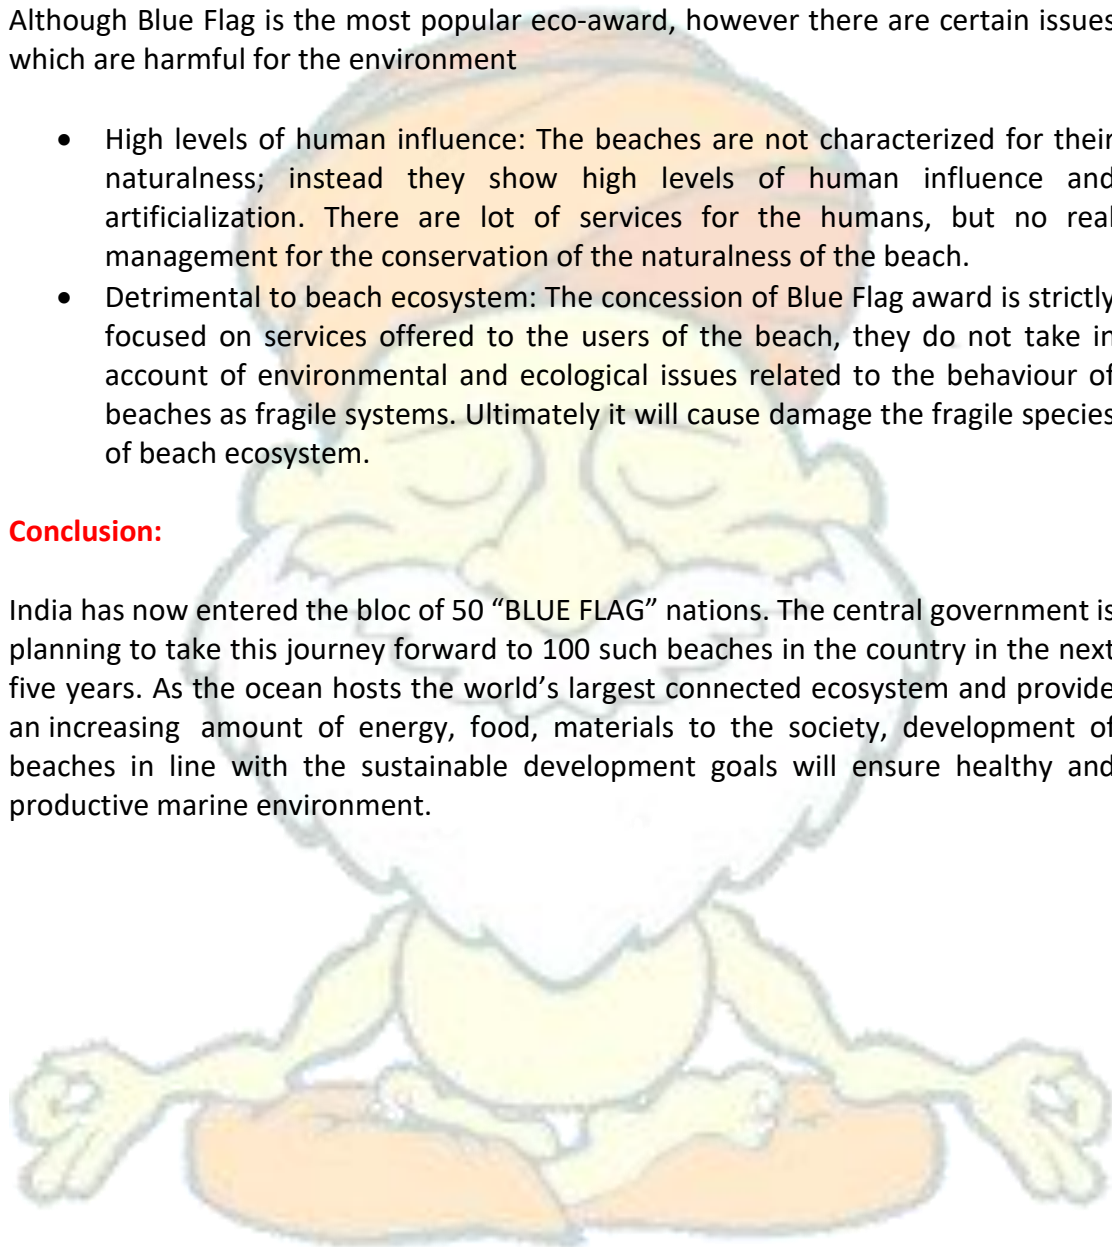 Although Blue Flag is the most popular eco-award, however there are certain issues
which are harmful for the environment
• High levels of human influence: The beaches are not characterized for their
naturalness; instead they show high levels of human influence and
artificialization. There are lot of services for the humans, but no real
management for the conservation of the naturalness of the beach.
• Detrimental to beach ecosystem: The concession of Blue Flag award is strictly
focused on services offered to the users of the beach, they do not take in
account of environmental and ecological issues related to the behaviour of
beaches as fragile systems. Ultimately it will cause damage the fragile species
of beach ecosystem.
Conclusion:
India has now entered the bloc of 50 “BLUE FLAG” nations. The central government is
planning to take this journey forward to 100 such beaches in the country in the next
five years. As the ocean hosts the world’s largest connected ecosystem and provide
an increasing amount of energy, food, materials to the society, development of
beaches in line with the sustainable development goals will ensure healthy and
productive marine environment.